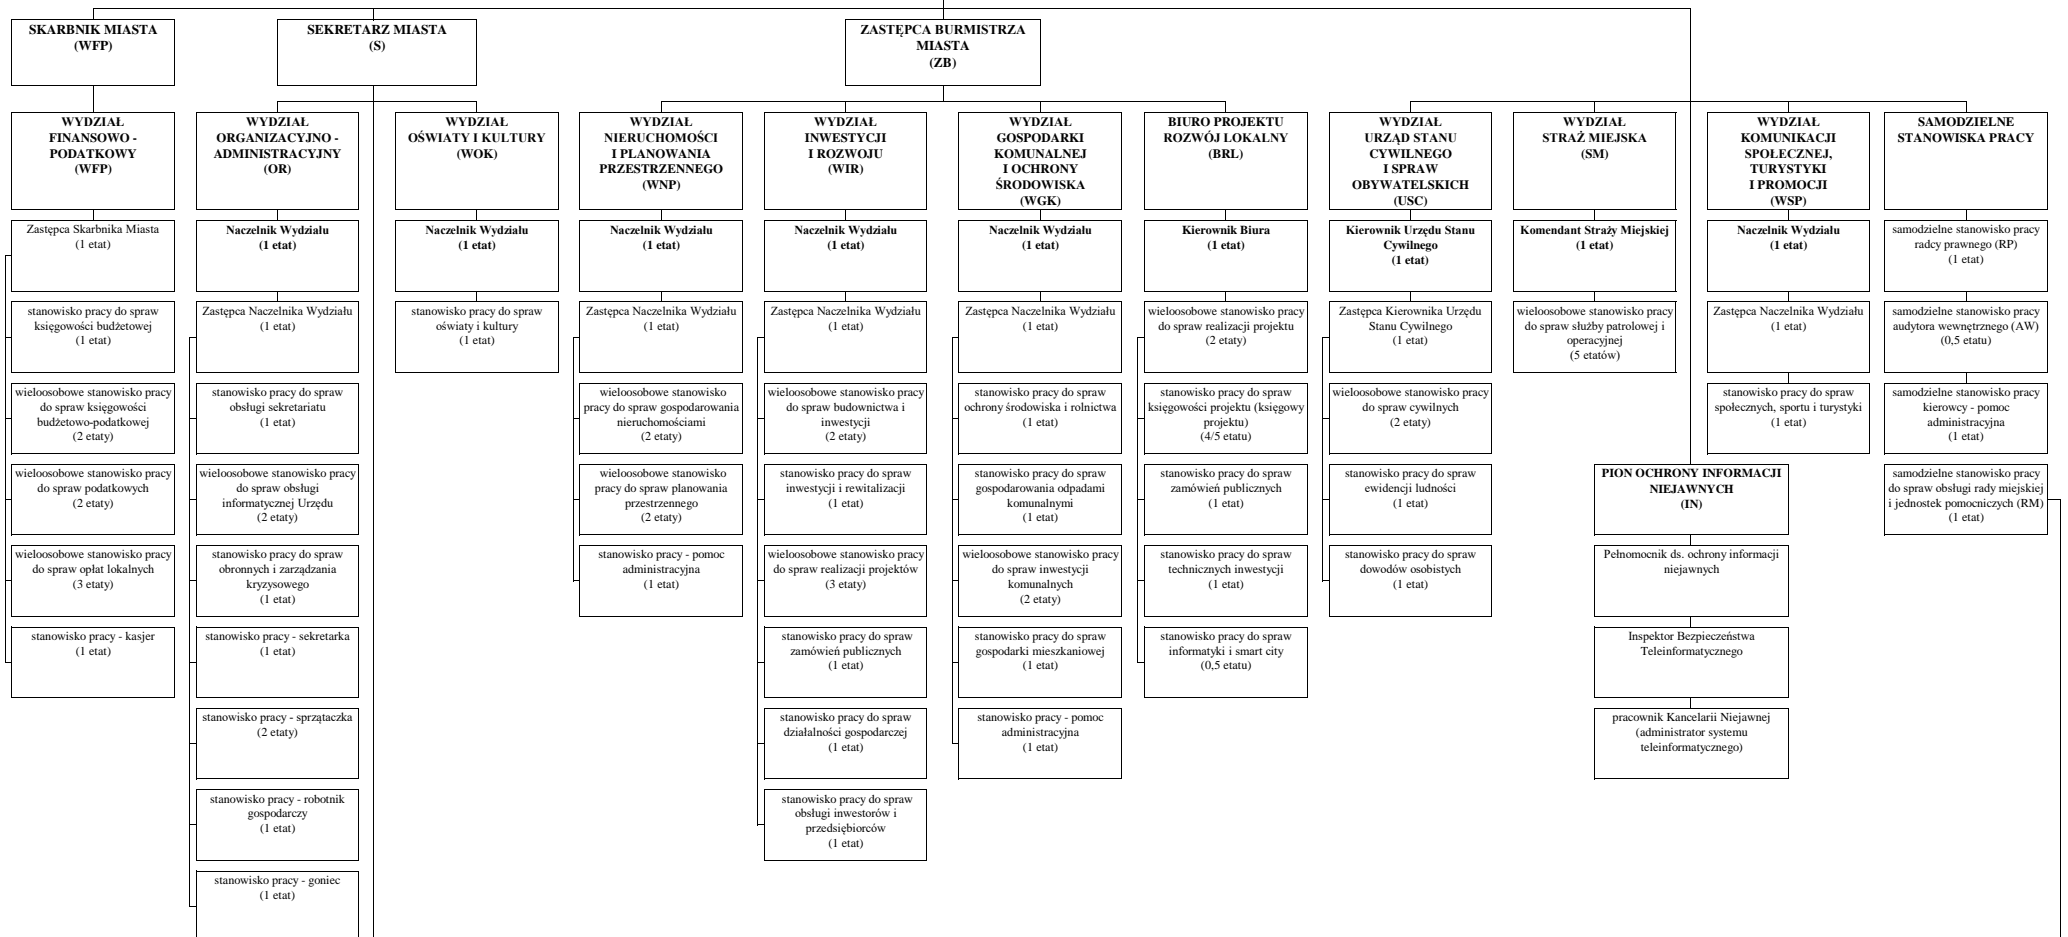 SKARBNIK MIASTA
(WFP)
SEKRETARZ MIASTA
(S)
ZASTĘPCA BURMISTRZA
MIASTA
(ZB)
WYDZIAŁ
FINANSOWO -
PODATKOWY
(WFP)
WYDZIAŁ
ORGANIZACYJNO -
ADMINISTRACYJNY
(OR)
WYDZIAŁ
OŚWIATY I KULTURY
(WOK)
WYDZIAŁ
NIERUCHOMOŚCI
I PLANOWANIA
PRZESTRZENNEGO
(WNP)
WYDZIAŁ
INWESTYCJI
I ROZWOJU
(WIR)
WYDZIAŁ
GOSPODARKI
KOMUNALNEJ
I OCHRONY
ŚRODOWISKA
(WGK)
BIURO PROJEKTU
ROZWÓJ LOKALNY
(BRL)
WYDZIAŁ
URZĄD STANU
CYWILNEGO
I SPRAW
OBYWATELSKICH
(USC)
WYDZIAŁ
STRAŻ MIEJSKA
(SM)
WYDZIAŁ
KOMUNIKACJI
SPOŁECZNEJ,
TURYSTYKI
I PROMOCJI
(WSP)
SAMODZIELNE
STANOWISKA PRACY
Zastępca Skarbnika Miasta
(1 etat)
Naczelnik Wydziału
(1 etat)
Naczelnik Wydziału
(1 etat)
Naczelnik Wydziału
(1 etat)
Naczelnik Wydziału
(1 etat)
Naczelnik Wydziału
(1 etat)
Kierownik Biura
(1 etat)
Kierownik Urzędu Stanu
Cywilnego
(1 etat)
Komendant Straży Miejskiej
(1 etat)
Naczelnik Wydziału
(1 etat)
samodzielne stanowisko pracy
radcy prawnego (RP)
(1 etat)
stanowisko pracy do spraw
księgowości budżetowej
(1 etat)
Zastępca Naczelnika Wydziału
(1 etat)
stanowisko pracy do spraw
oświaty i kultury
(1 etat)
Zastępca Naczelnika Wydziału
(1 etat)
Zastępca Naczelnika Wydziału
(1 etat)
Zastępca Naczelnika Wydziału
(1 etat)
wieloosobowe stanowisko pracy
do spraw realizacji projektu
(2 etaty)
Zastępca Kierownika Urzędu
Stanu Cywilnego
(1 etat)
wieloosobowe stanowisko pracy
do spraw służby patrolowej i
operacyjnej
(5 etatów)
Zastępca Naczelnika Wydziału
(1 etat)
samodzielne stanowisko pracy
audytora wewnętrznego (AW)
(0,5 etatu)
wieloosobowe stanowisko pracy
do spraw księgowości
budżetowo-podatkowej
(2 etaty)
stanowisko pracy do spraw
obsługi sekretariatu
(1 etat)
wieloosobowe stanowisko
pracy do spraw gospodarowania
nieruchomościami
(2 etaty)
wieloosobowe stanowisko pracy
do spraw budownictwa i
inwestycji
(2 etaty)
stanowisko pracy do spraw
ochrony środowiska i rolnictwa
(1 etat)
stanowisko pracy do spraw
księgowości projektu (księgowy
projektu)
(4/5 etatu)
wieloosobowe stanowisko pracy
do spraw cywilnych
(2 etaty)
stanowisko pracy do spraw
społecznych, sportu i turystyki
(1 etat)
samodzielne stanowisko pracy
kierowcy - pomoc
administracyjna
(1 etat)
wieloosobowe stanowisko pracy
do spraw podatkowych
(2 etaty)
wieloosobowe stanowisko pracy
do spraw obsługi
informatycznej Urzędu
(2 etaty)
wieloosobowe stanowisko
pracy do spraw planowania
przestrzennego
(2 etaty)
stanowisko pracy do spraw
inwestycji i rewitalizacji
(1 etat)
stanowisko pracy do spraw
gospodarowania odpadami
komunalnymi
(1 etat)
stanowisko pracy do spraw
zamówień publicznych
(1 etat)
stanowisko pracy do spraw
ewidencji ludności
(1 etat)
PION OCHRONY INFORMACJI
NIEJAWNYCH
(IN)
samodzielne stanowisko pracy
do spraw obsługi rady miejskiej
i jednostek pomocniczych (RM)
(1 etat)
wieloosobowe stanowisko pracy
do spraw opłat lokalnych
(3 etaty)
stanowisko pracy do spraw
obronnych i zarządzania
kryzysowego
(1 etat)
stanowisko pracy - pomoc
administracyjna
(1 etat)
wieloosobowe stanowisko pracy
do spraw realizacji projektów
(3 etaty)
wieloosobowe stanowisko pracy
do spraw inwestycji
komunalnych
(2 etaty)
stanowisko pracy do spraw
technicznych inwestycji
(1 etat)
stanowisko pracy do spraw
dowodów osobistych
(1 etat)
Pełnomocnik ds. ochrony informacji
niejawnych
stanowisko pracy - kasjer
(1 etat)
stanowisko pracy - sekretarka
(1 etat)
stanowisko pracy do spraw
zamówień publicznych
(1 etat)
stanowisko pracy do spraw
gospodarki mieszkaniowej
(1 etat)
stanowisko pracy do spraw
informatyki i smart city
(0,5 etatu)
Inspektor Bezpieczeństwa
Teleinformatycznego
stanowisko pracy - sprzątaczka
(2 etaty)
stanowisko pracy do spraw
działalności gospodarczej
(1 etat)
stanowisko pracy - pomoc
administracyjna
(1 etat)
pracownik Kancelarii Niejawnej
(administrator systemu
teleinformatycznego)
stanowisko pracy - robotnik
gospodarczy
(1 etat)
stanowisko pracy do spraw
obsługi inwestorów i
przedsiębiorców
(1 etat)
stanowisko pracy - goniec
(1 etat)